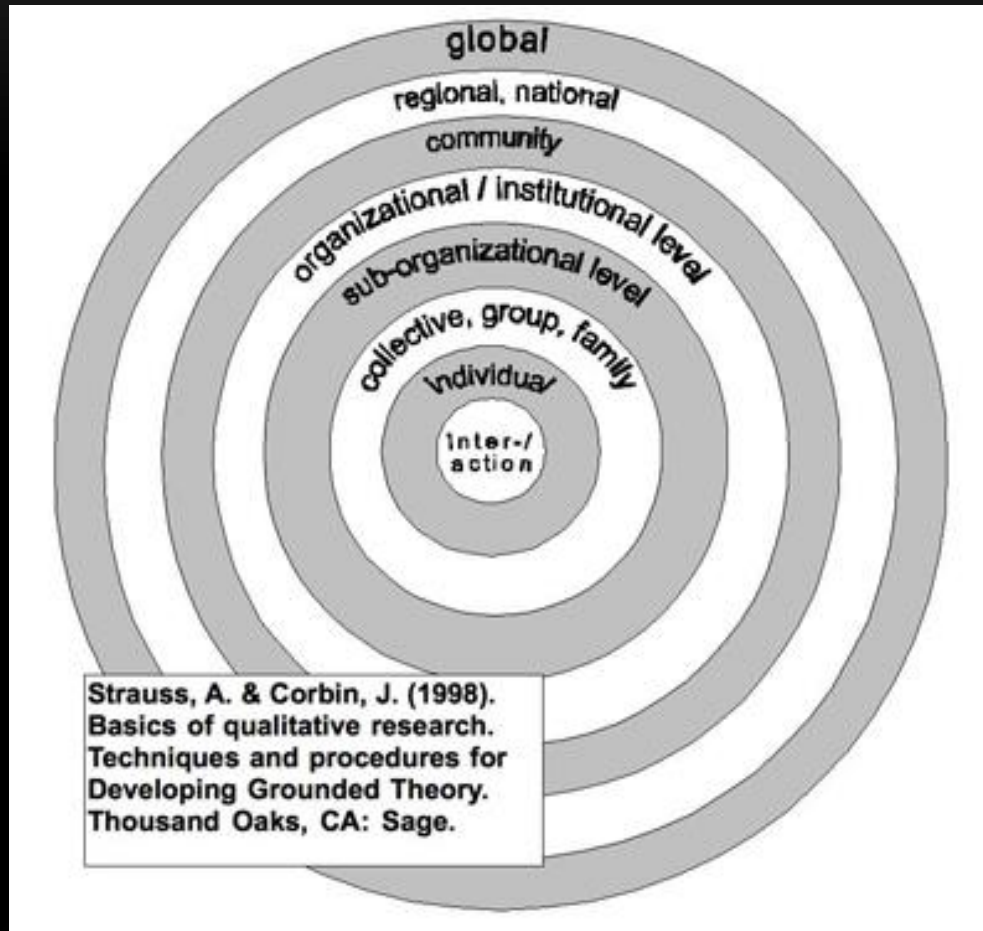 global
regional, national
community
organizational / institutional level
sub-organizational level
collective, group, family
individual
inter-/
action
Strauss, A. & Corbin, J. (1998).
Basics of qualitative research.
Techniques and procedures for
Developing Grounded Theory.
Thousand Oaks, CA: Sage.